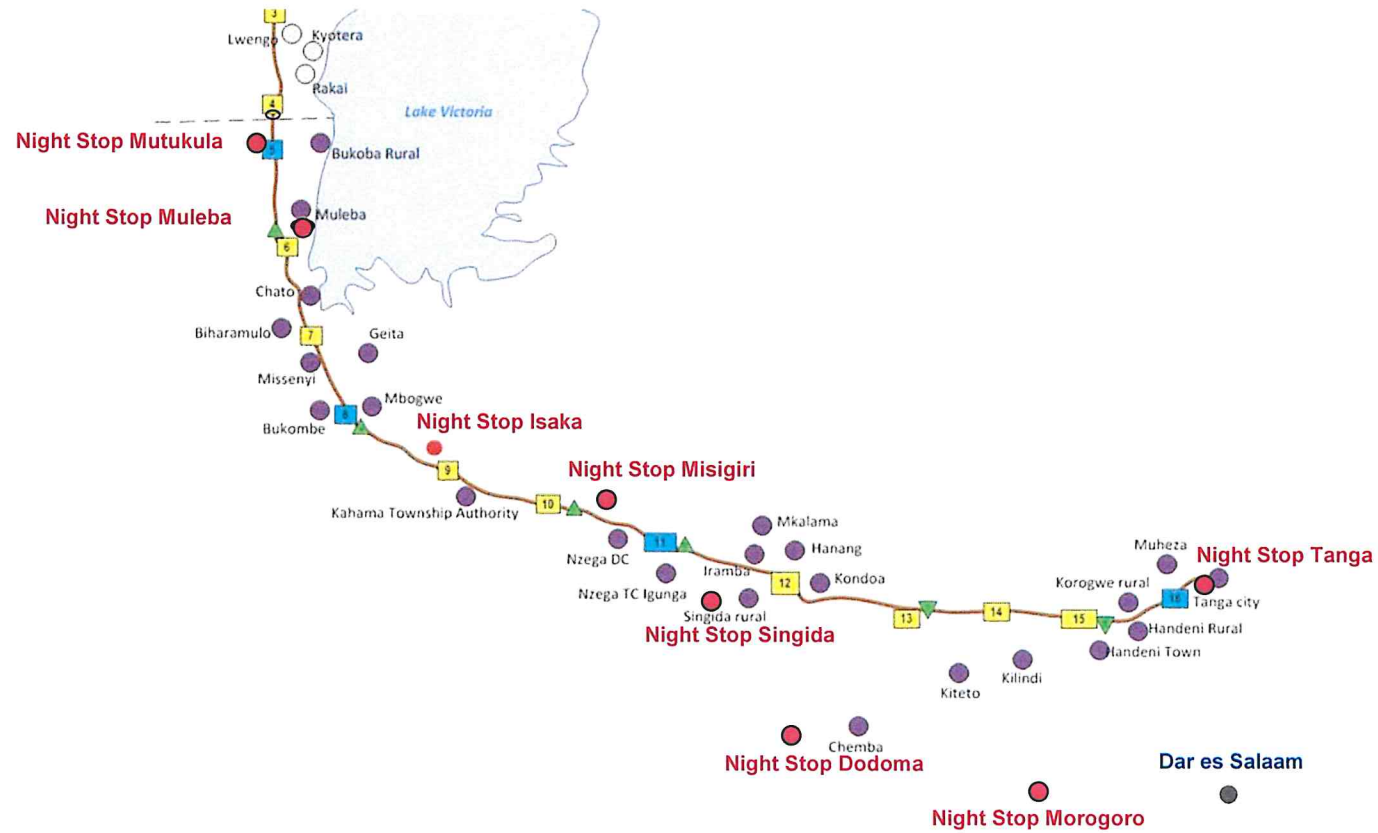 3
Lwengo
Kyotera
Rakai
4
Lake Victoria
Night Stop Mutukula
5
Bukoba Rural
Night Stop Muleba
Muleba
6
Chato
Biharamulo
7
Geita
Missenyi
Mbogwe
8
Bukombe
Night Stop Isaka
9
Night Stop Misigiri
Kahama Township Authority
10
Mkalama
11
Hanang
Nzega DC
Iramba
12
Kondoa
Nzega TC Igunga
Singida rural
Night Stop Singida
13
14
15
Muheza
Night Stop Tanga
Korogwe rural
16
Tanga city
Handeni Rural
Handeni Town
Kilindi
Kiteto
Chemba
Night Stop Dodoma
Dar es Salaam
Night Stop Morogoro